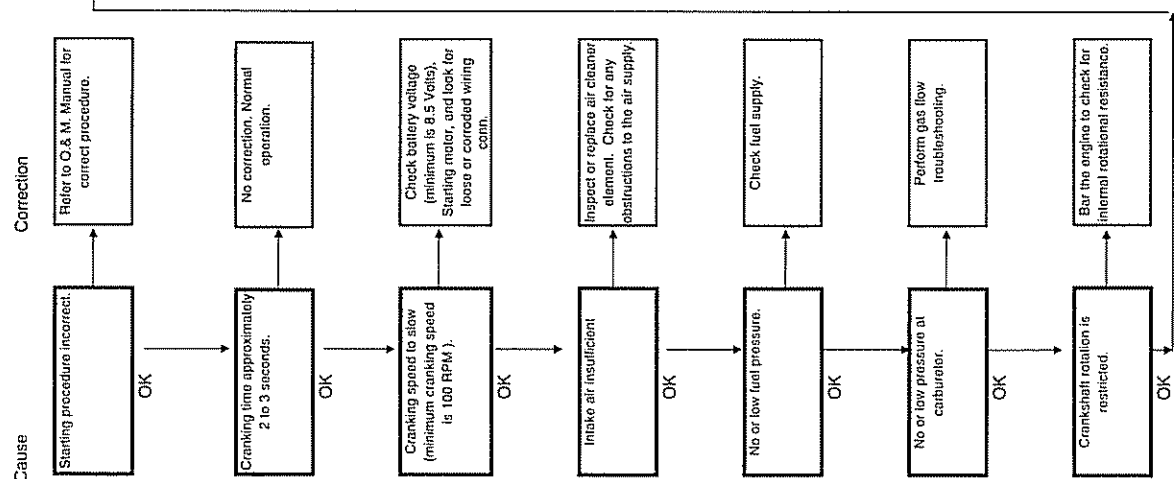 Cause
Correction
Starting procedure incorrect.
Refer to O.& M. Manual for
correct procedure.
OK
Cranking time approximately
2 to 3 seconds.
No correction. Normal
operation.
OK
Cranking speed to slow
(minimum cranking speed
is 100 RPM ).
Check battery voltage
(minimum is 8.5 Volts),
Starting motor, and look for
loose or corroded wiring
conn.
OK
Intake air insufficient
Inspect or replace air cleaner
element. Check for any
obstructions to the air supply.
OK
No or low fuel pressure.
Check fuel supply.
OK
No or low pressure at
carburetor.
Perform gas flow
troubleshooting.
OK
Crankshaft rotation is
restricted.
Bar the engine to check for
internal rotational resistance.
OK